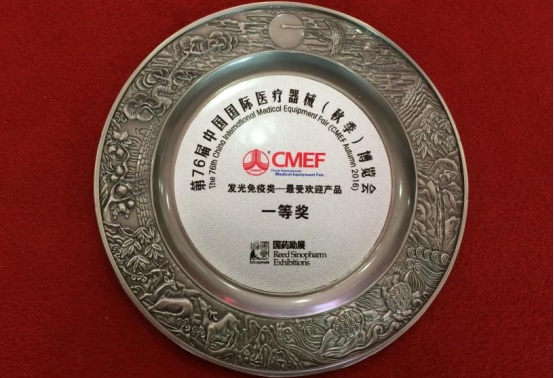 第76届中国国际医疗器械（秋季）博览会
The 76th China International Medical Equipment Fair (CMEF Autumn 2016)
CMEF
China International
Medical Equipment Fair
发光免疫类—最受欢迎产品
一等奖
国药励展
Reed Sinopharm
Exhibitions